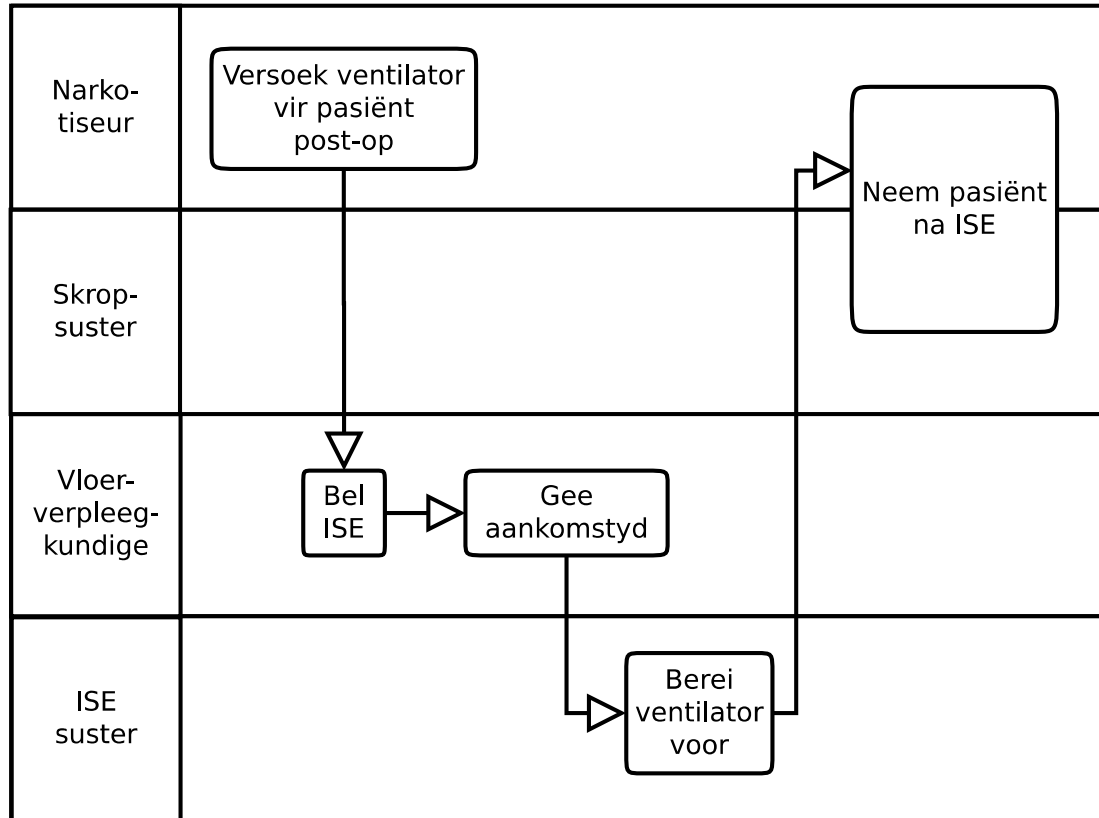 Narko-
tiseur
Versoek ventilator
vir pasiënt
post-op
Neem pasiënt
na ISE
Skrop-
suster
Vloer-
verpleeg-
kundige
Bel
ISE
Gee
aankomstyd
ISE
suster
Berei
ventilator
voor